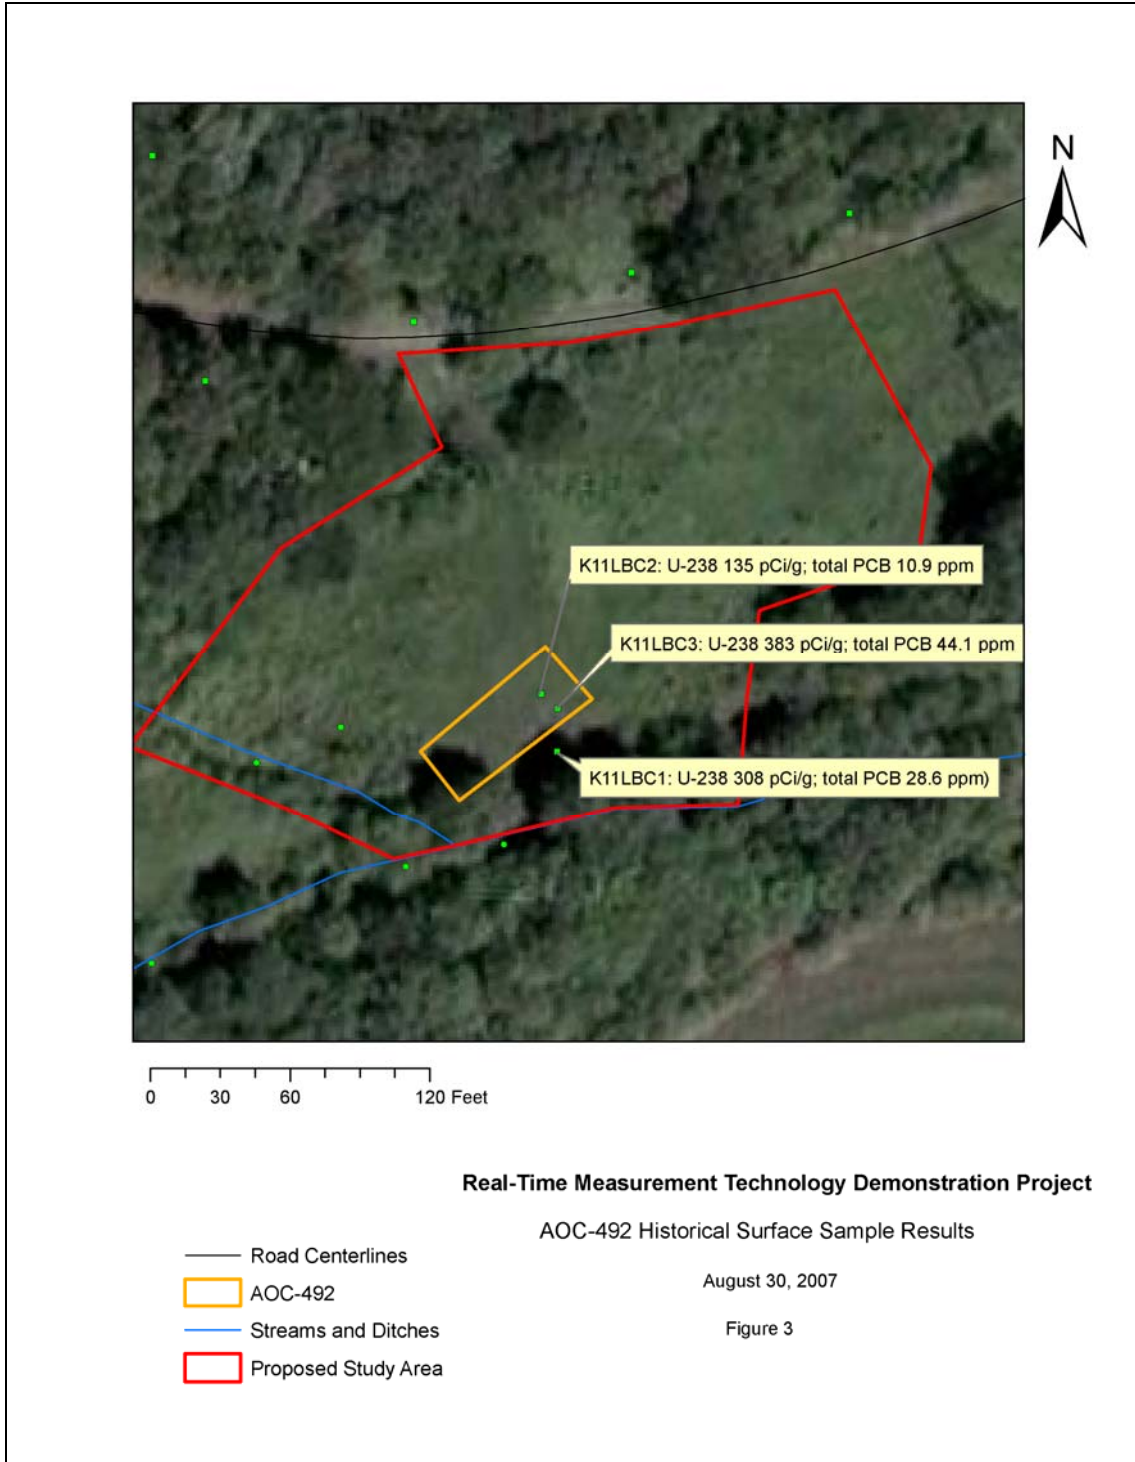 N
K11LBC2: U-238 135 pCi/g; total PCB 10.9 ppm
K11LBC3: U-238 383 pCi/g; total PCB 44.1 ppm
K11LBC1: U-238 308 pCi/g; total PCB 28.6 ppm)
0 30 60 120 Feet
Real-Time Measurement Technology Demonstration Project
AOC-492 Historical Surface Sample Results
August 30, 2007
Figure 3
Road Centerlines
AOC-492
Streams and Ditches
Proposed Study Area